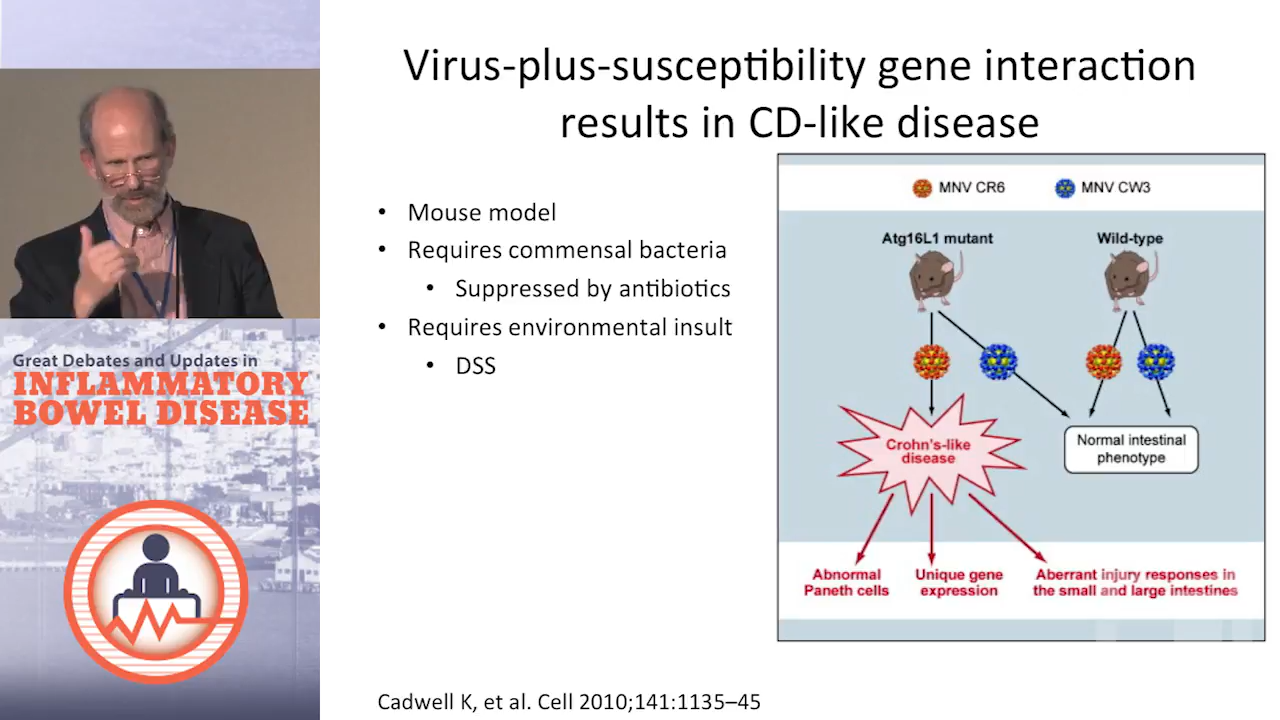 Virus-plus-susceptibility gene interaction
results in CD-like disease
• Mouse model
• Requires commensal bacteria
• Suppressed by antibiotics
• Requires environmental insult
• DSS
MNV CR6
MNV CW3
Atg16L1 mutant
Wild-type
Crohn's-like
disease
Normal intestinal
phenotype
Abnormal
Paneth cells
Unique gene
expression
Aberrant injury responses in
the small and large intestines
Cadwell K, et al. Cell 2010;141:1135–45
Great Debates and Updates in
INFLAMMATORY
BOWEL DISEASE